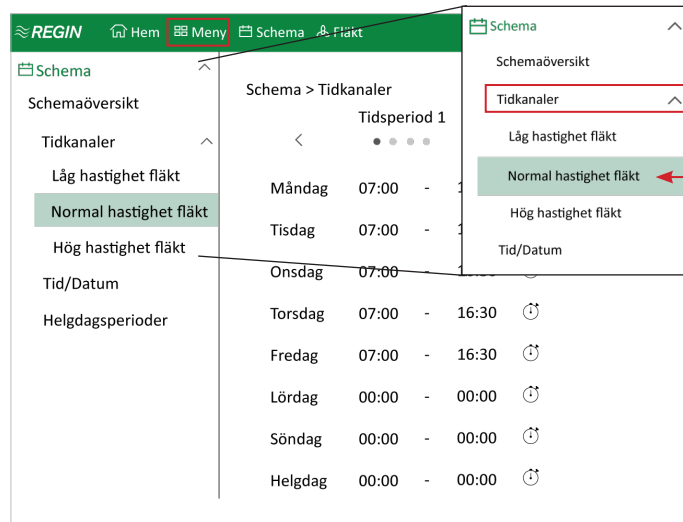 REGIN Hem Meny Schema Fläkt
Schema
Schemaöversikt
Tidkanaler
Låg hastighet fläkt
Normal hastighet fläkt
Hög hastighet fläkt
Tid/Datum
Helgdagsperioder
Schema > Tidkanaler
Tidsperiod 1
Måndag 07:00 -
Tisdag 07:00 -
Onsdag 07:00 -
Torsdag 07:00 - 16:30
Fredag 07:00 - 16:30
Lördag 00:00 - 00:00
Söndag 00:00 - 00:00
Helgdag 00:00 - 00:00
Schema
Schemaöversikt
Tidkanaler
Låg hastighet fläkt
Normal hastighet fläkt
Hög hastighet fläkt
Tid/Datum